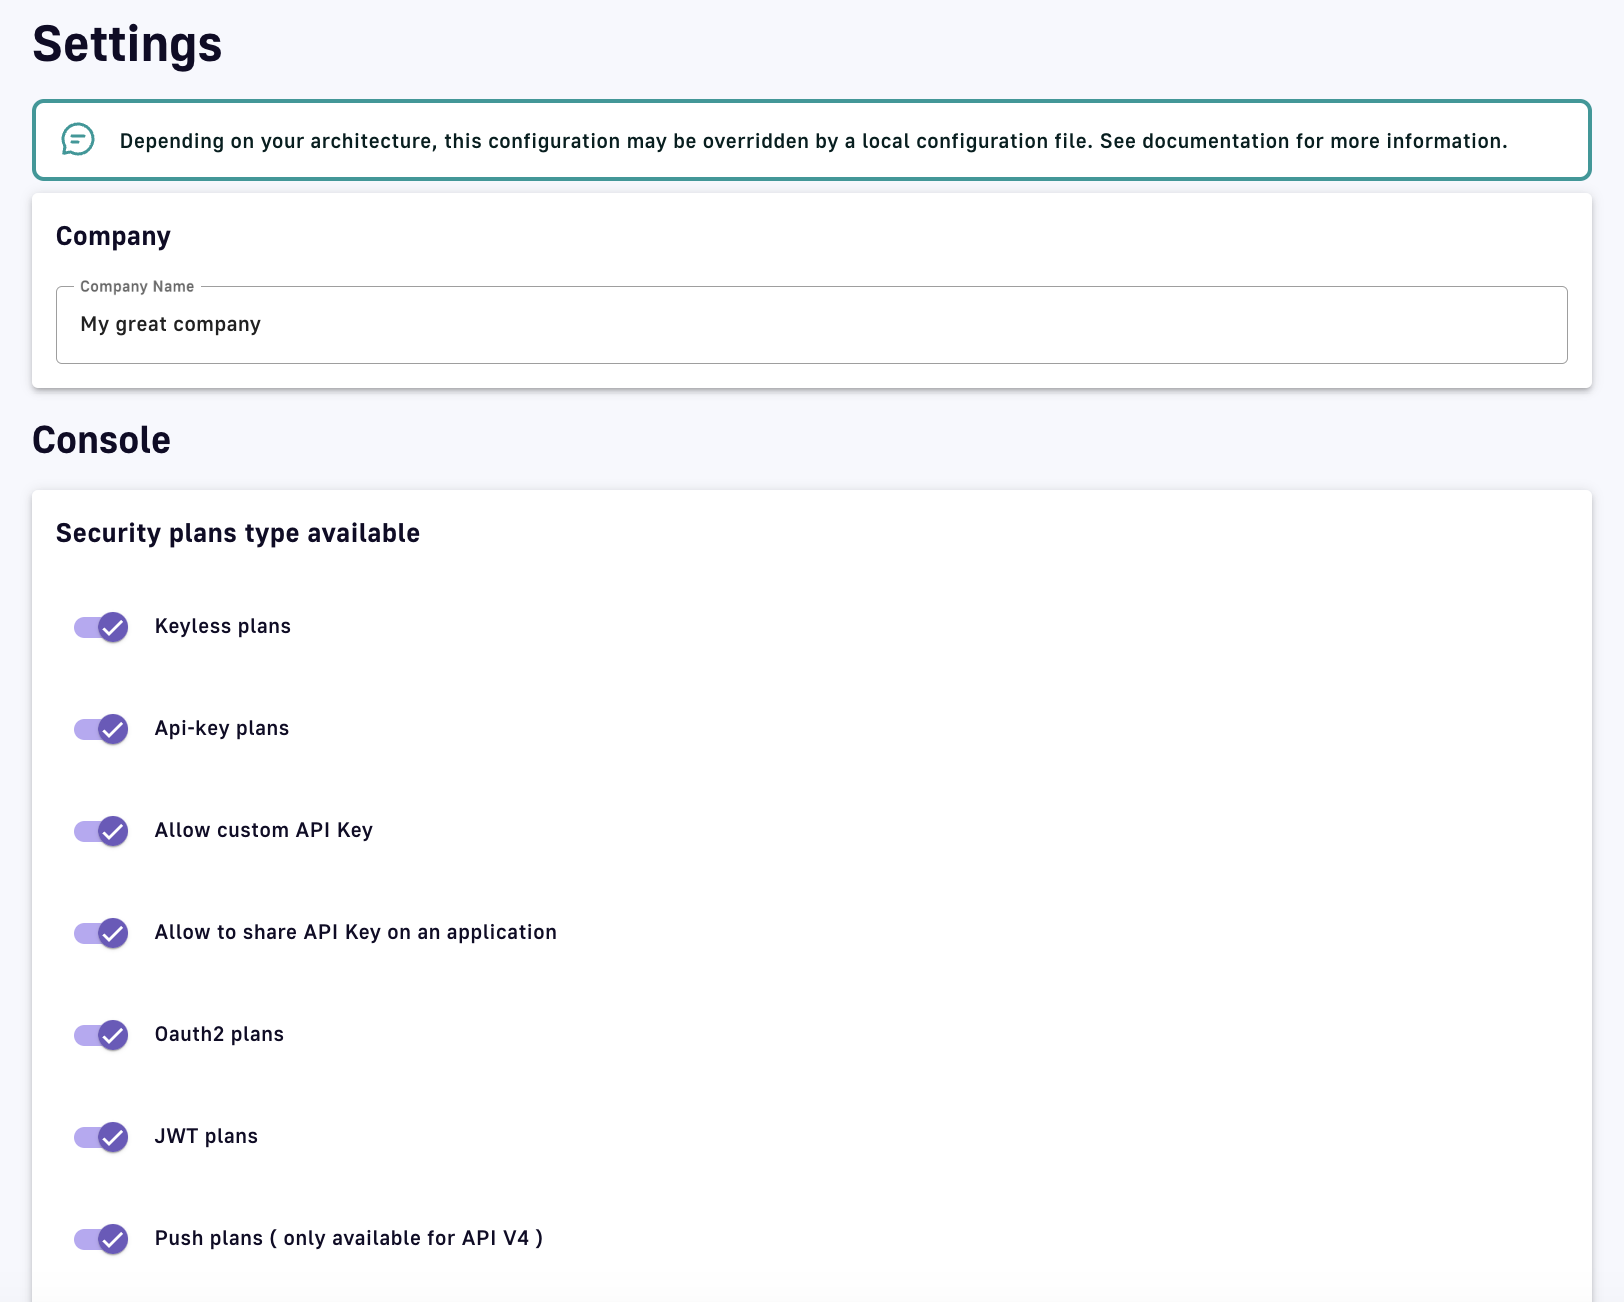 Settings
Depending on your architecture, this configuration may be overridden by a local configuration file. See documentation for more information.
Company
Company Name
My great company
Console
Security plans type available
Keyless plans
Api-key plans
Allow custom API Key
Allow to share API Key on an application
Oauth2 plans
JWT plans
Push plans ( only available for API V4 )